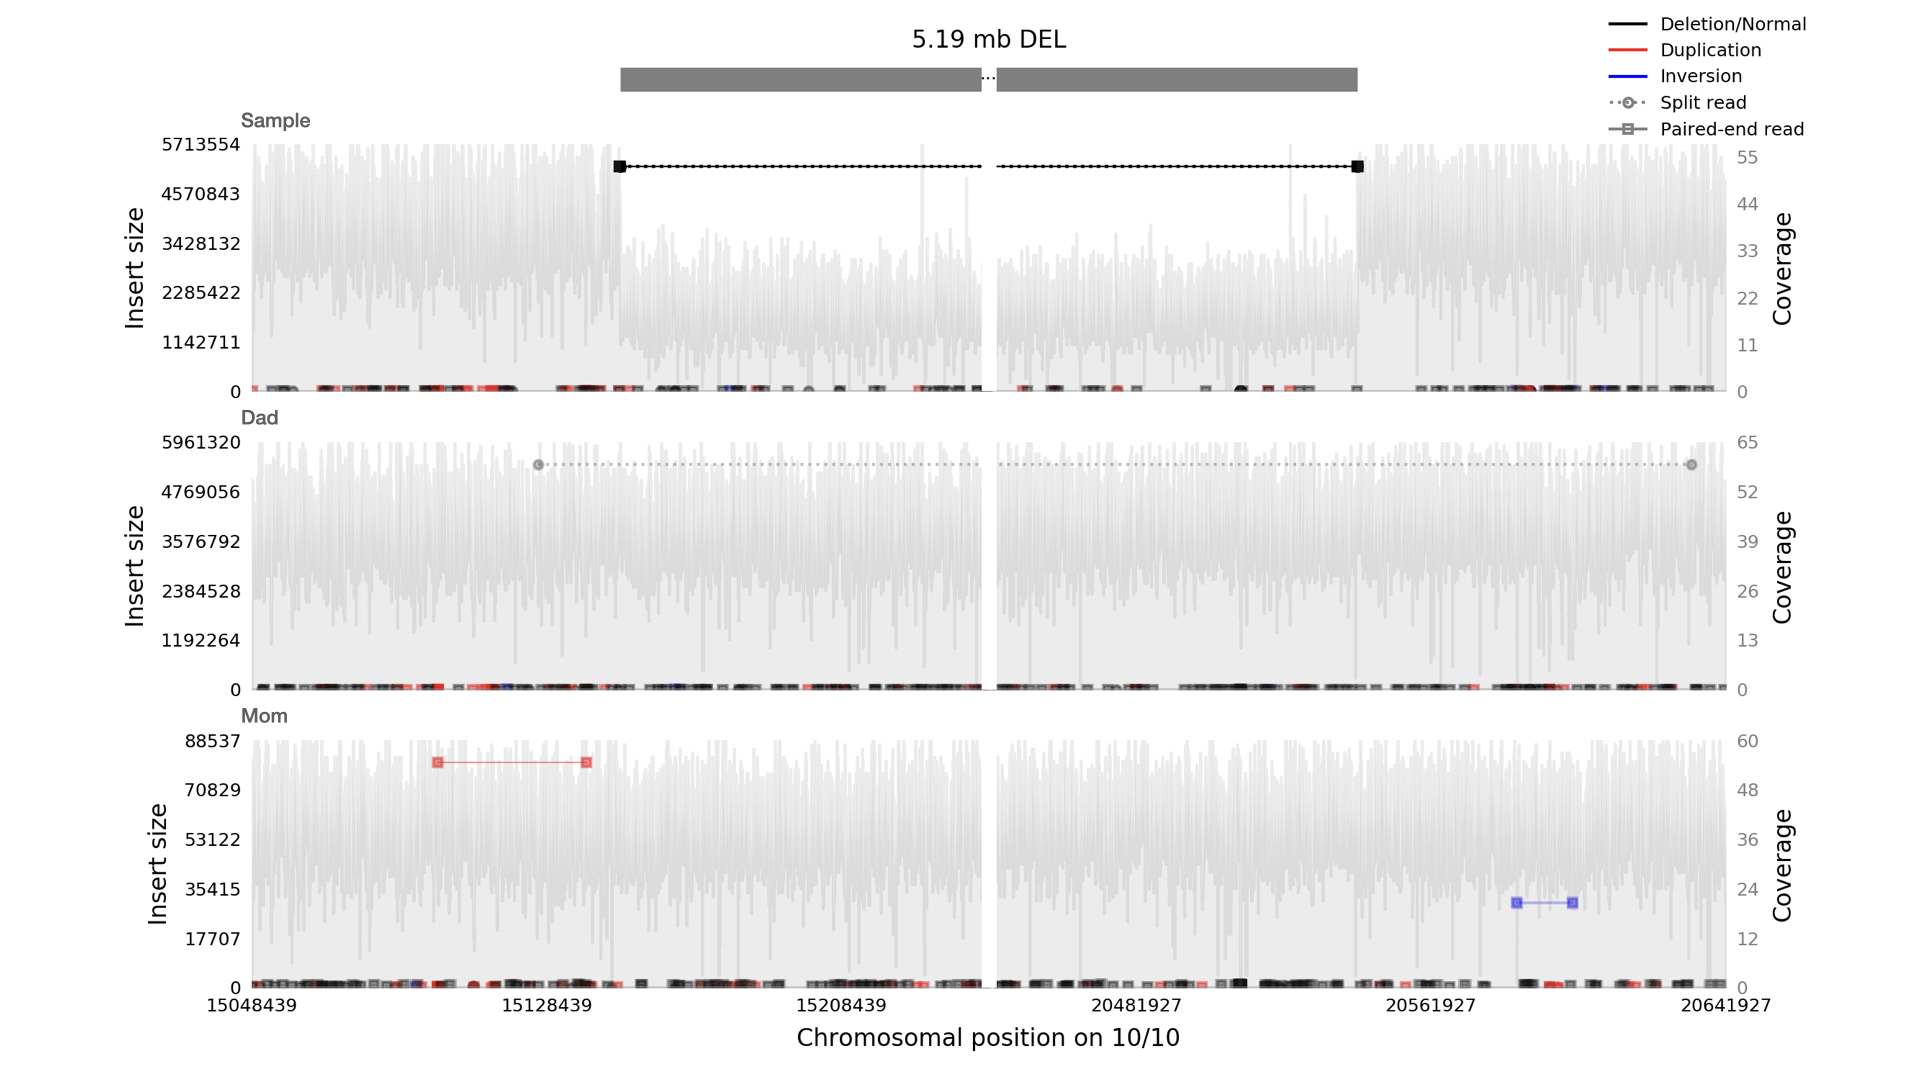 5.19 mb DEL
...
Deletion/Normal
Duplication
Inversion
Split read
Paired-end read
Sample
5713554
4570843
3428132
2285422
1142711
0
Insert size
55
44
33
22
11
0
Coverage
Dad
5961320
4769056
3576792
2384528
1192264
0
Insert size
65
52
39
26
13
0
Coverage
Mom
88537
70829
53122
35415
17707
0
Insert size
60
48
36
24
12
0
Coverage
15048439 15128439 15208439 20481927 20561927 20641927
Chromosomal position on 10/10